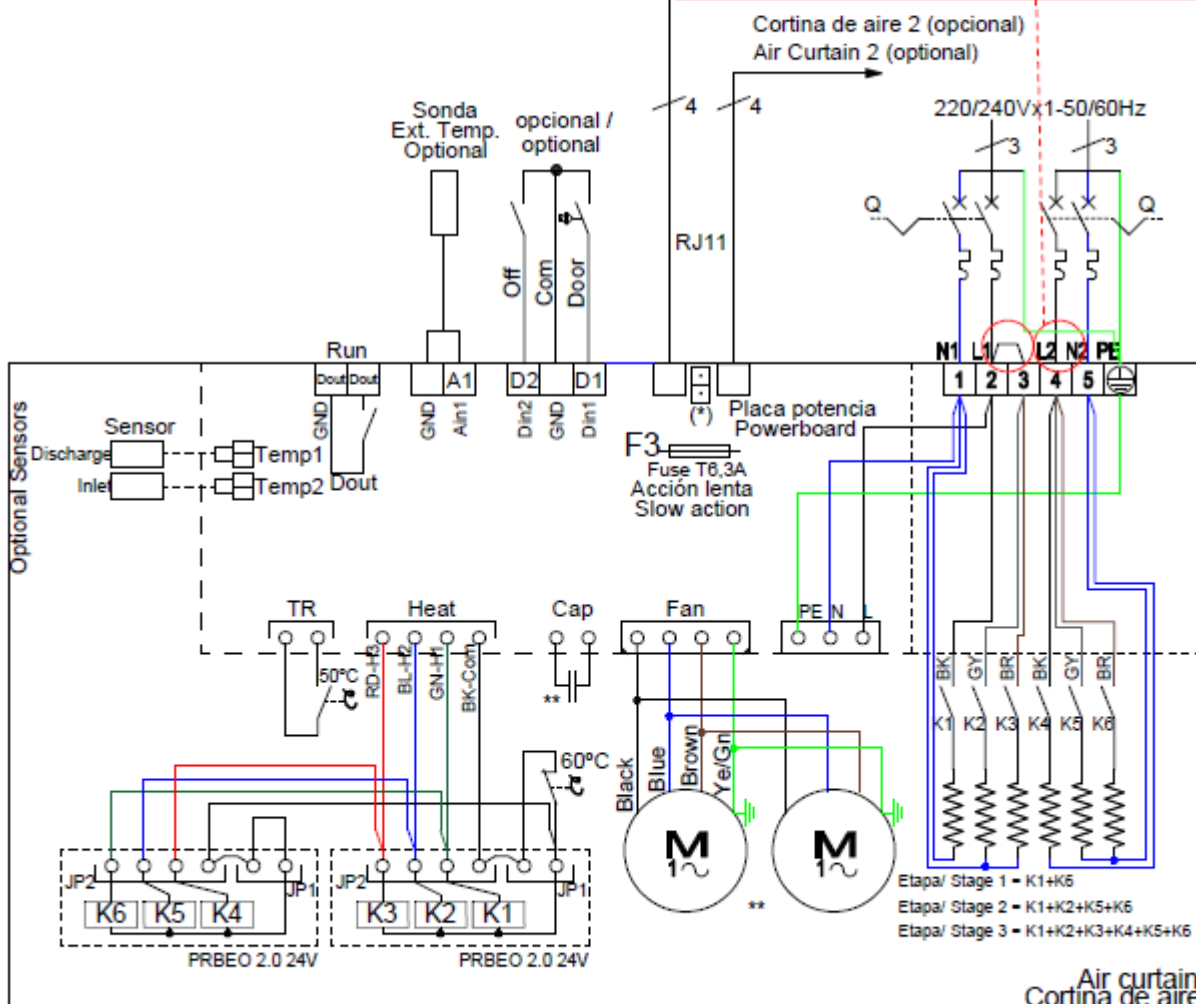 Cortina de aire 2 (opcional)
Air Curtain 2 (optional)
4
4
220/240Vx1-50/60Hz
3
3
Sonda
Ext. Temp.
Optional
opcional /
optional
Q
Q
RJ11
Off
Com
Door
N1
L1
L2
N2
PE
Run
Dout
Dout
A1
D2
D1
1
2
3
4
5
GND
GND
Ain1
Din2
GND
Din1
(*)
Placa potencia
Powerboard
Optional Sensors
Sensor
Discharge
Inlet
Temp1
Temp2
Dout
F3
Fuse T6,3A
Acción lenta
Slow action
TR
Heat
Cap
Fan
PE
N
L
50ºC
RD-H3
BL-H2
GN-H1
BK-Com
**
BK
GY
BR
BK
GY
BR
K1
K2
K3
K4
K5
K6
60ºC
Black
Blue
Brown
Ye/Gn
M
1
M
1
**
JP2
JP1
JP2
JP1
K6
K5
K4
K3
K2
K1
PRBEO 2.0 24V
PRBEO 2.0 24V
Etapa/ Stage 1 = K1+K6
Etapa/ Stage 2 = K1+K2+K5+K6
Etapa/ Stage 3 = K1+K2+K3+K4+K5+K6
Air curtain
Cortina de aire